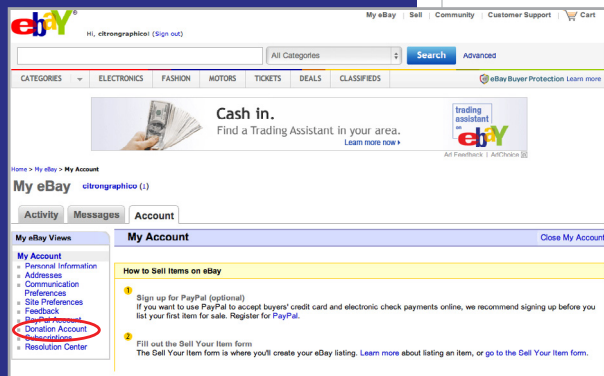 My eBay | Sell | Community | Customer Support | Cart
ebay®
Hi, citrongraphico! (Sign out)
All Categories Search Advanced
CATEGORIES ELECTRONICS FASHION MOTORS TICKETS DEALS CLASSIFIEDS eBay Buyer Protection Learn more
Cash in.
Find a Trading Assistant in your area.
Learn more now
trading
assistant
on
ebY
Ad Feedback | AdChoice
Home > My eBay > My Account
My eBay citrongraphico (1)
Activity Messages Account
My eBay Views
My Account
Personal Information
Addresses
Communication
Preferences
Site Preferences
Feedback
PayPal Account
Donation Account
Subscriptions
Resolution Center
My Account Close My Account
How to Sell Items on eBay
1
Sign up for PayPal (optional)
If you want to use PayPal to accept buyers' credit card and electronic check payments online, we recommend signing up before you
list your first item for sale. Register for PayPal.
2
Fill out the Sell Your Item form
The Sell Your Item form is where you'll create your eBay listing. Learn more about listing an item, or go to the Sell Your Item form.